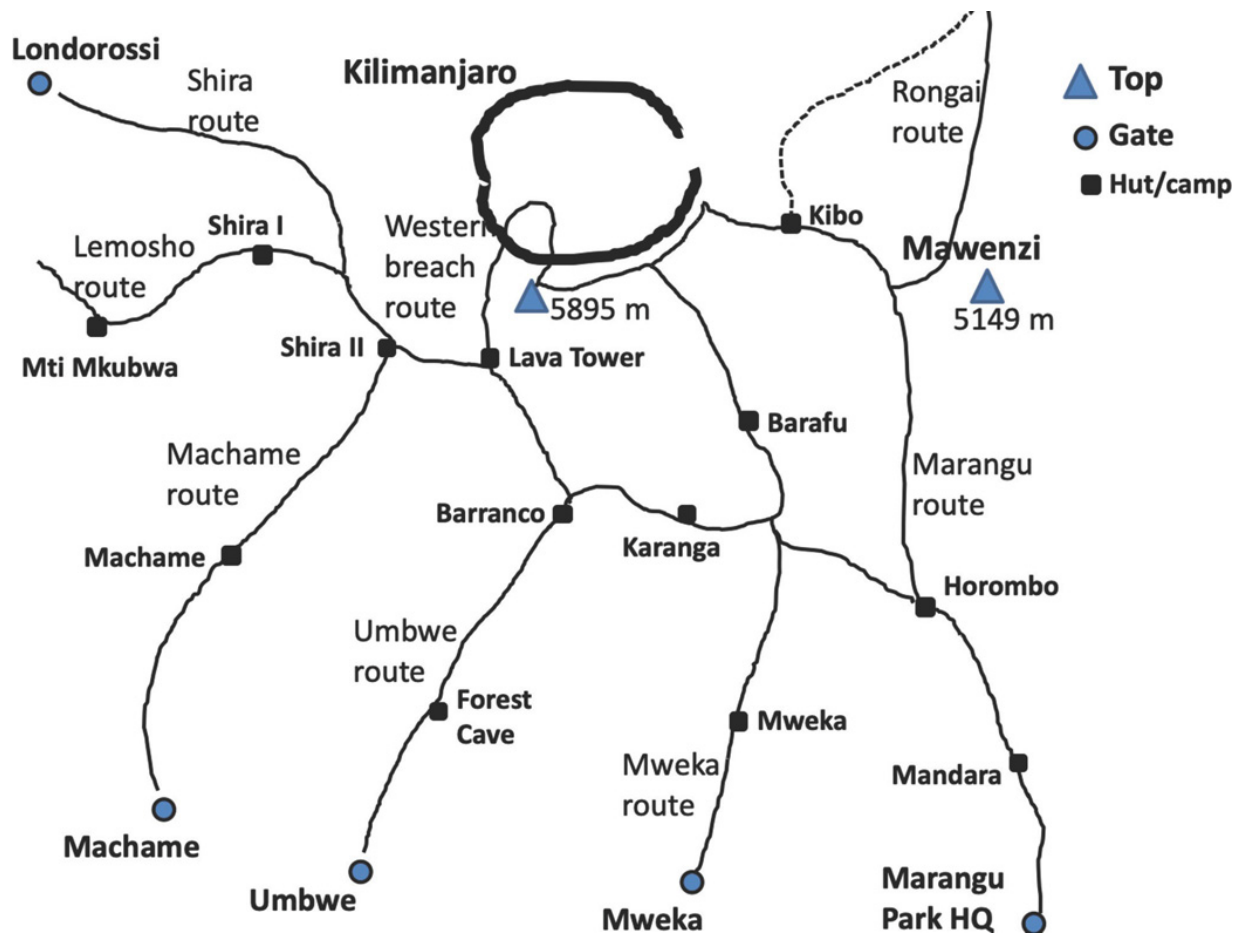 Londorossi
Shira
route
Kilimanjaro
Rongai
route
Top
Gate
Hut/camp
Shira I
Lemosho
route
Western
breach
route
Kibo
Mawenzi
5149 m
5895 m
Mti Mkubwa
Shira II
Lava Tower
Barafu
Machame
route
Marangu
route
Machame
Barranco
Karanga
Horombo
Umbwe
route
Forest
Cave
Mweka
Mweka
route
Mandara
Machame
Umbwe
Mweka
Marangu
Park HQ